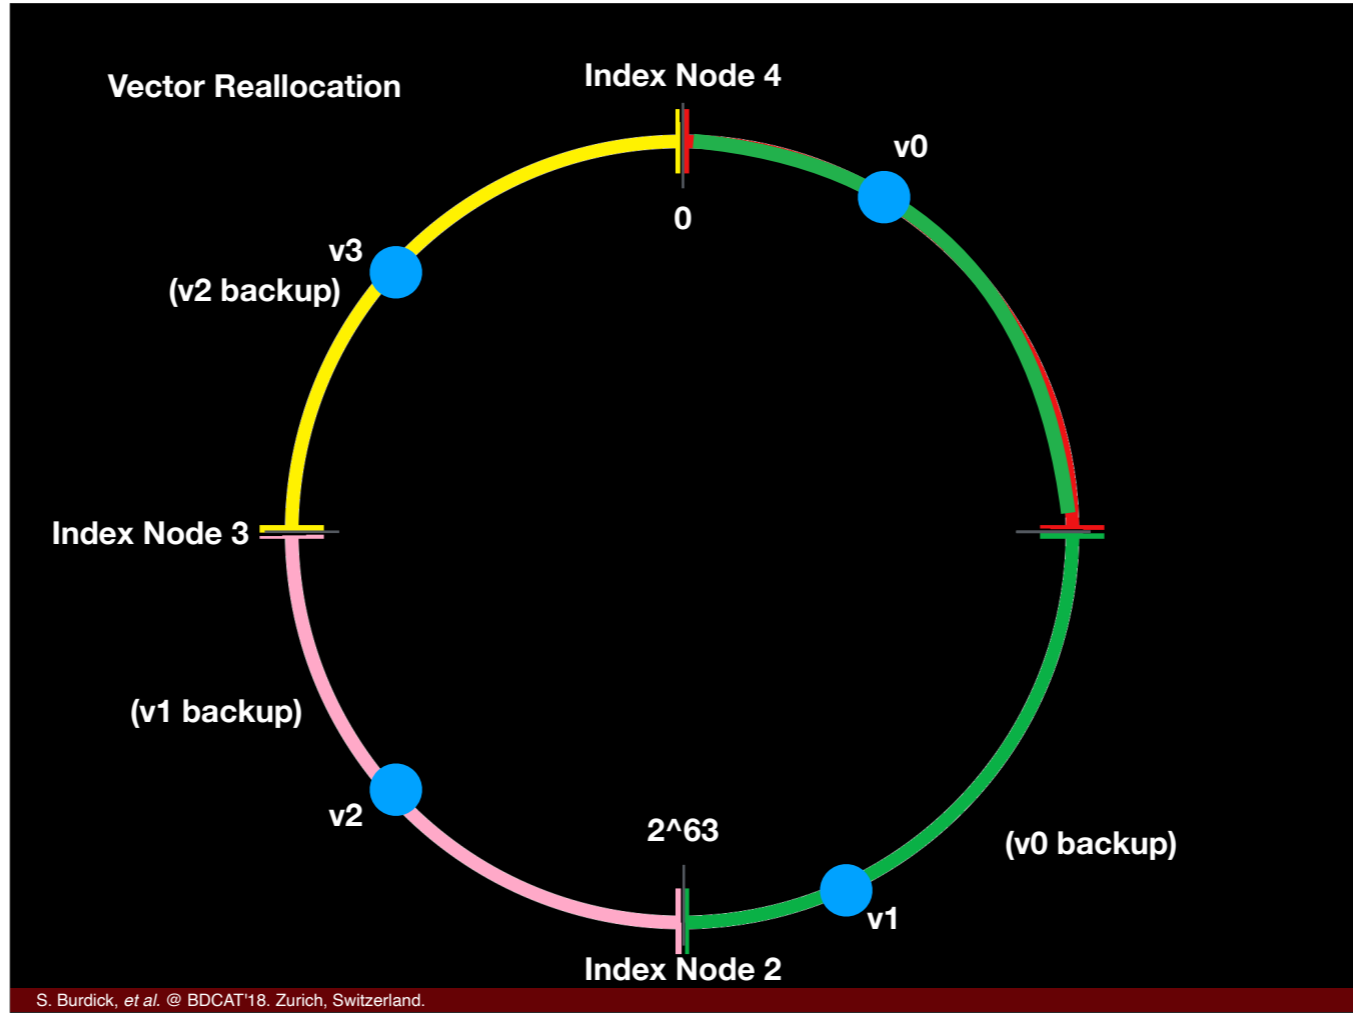 Vector Reallocation
Index Node 4
v0
0
v3
(v2 backup)
Index Node 3
(v1 backup)
v2
2^63
(v0 backup)
v1
Index Node 2
S. Burdick, et al. @ BDCAT'18. Zurich, Switzerland.